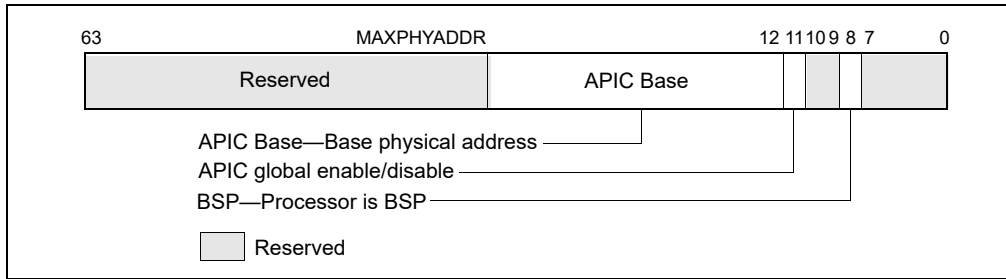 63 MAXPHYADDR 12 11 10 9 8 7 0
Reserved APIC Base
APIC Base—Base physical address
APIC global enable/disable
BSP—Processor is BSP
Reserved